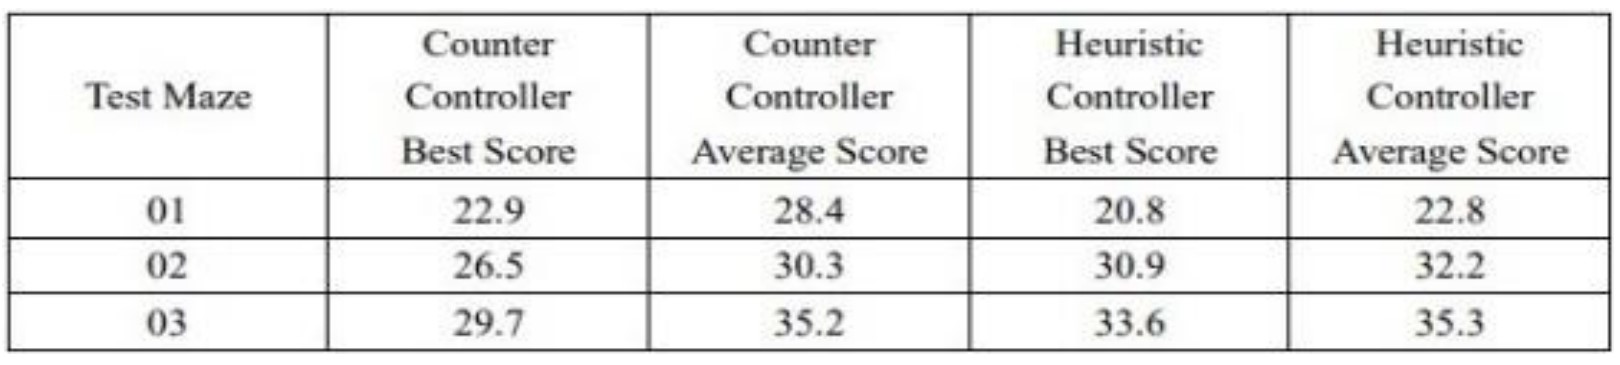 Test Maze
Counter Controller Best Score
Counter Controller Average Score
Heuristic Controller Best Score
Heuristic Controller Average Score
01 22.9 28.4 20.8 22.8
02 26.5 30.3 30.9 32.2
03 29.7 35.2 33.6 35.3